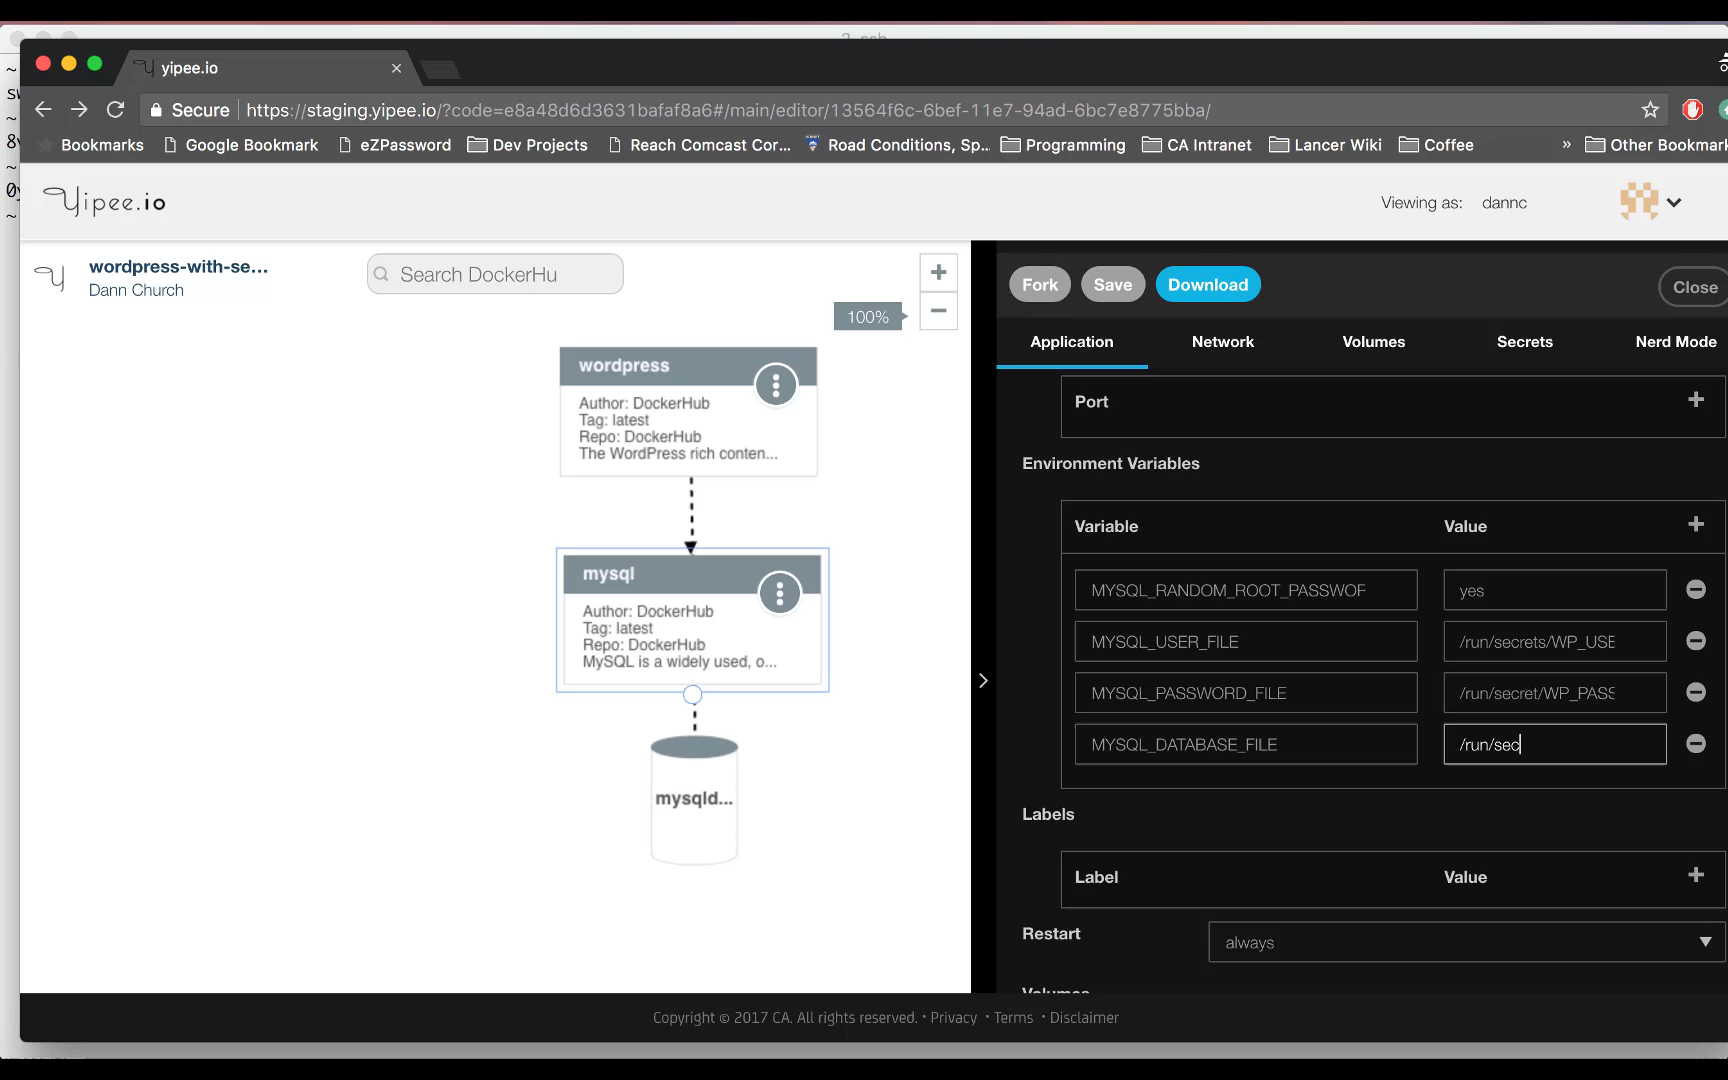 2. ssh
yipee.io
Secure https://staging.yipee.io/?code=e8a48d6d3631bafaf8a6#/main/editor/13564f6c-6bef-11e7-94ad-6bc7e8775bba/
Bookmarks Google Bookmark eZPassword Dev Projects Reach Comcast Cor... Road Conditions, Sp... Programming CA Intranet Lancer Wiki Coffee » Other Bookmark
Yipee.io
Viewing as: dannc
wordpress-with-se...
Dann Church
Search DockerHu
+
100%
−
Fork Save Download Close
Application Network Volumes Secrets Nerd Mode
wordpress
Author: DockerHub
Tag: latest
Repo: DockerHub
The WordPress rich conten...
mysql
Author: DockerHub
Tag: latest
Repo: DockerHub
MySQL is a widely used, o...
mysqld...
Port +
Environment Variables
Variable Value +
MYSQL_RANDOM_ROOT_PASSWOF yes
MYSQL_USER_FILE /run/secrets/WP_USE
MYSQL_PASSWORD_FILE /run/secret/WP_PASS
MYSQL_DATABASE_FILE /run/sec
Labels
Label Value +
Restart always
Volumes
Copyright © 2017 CA. All rights reserved. • Privacy • Terms • Disclaimer